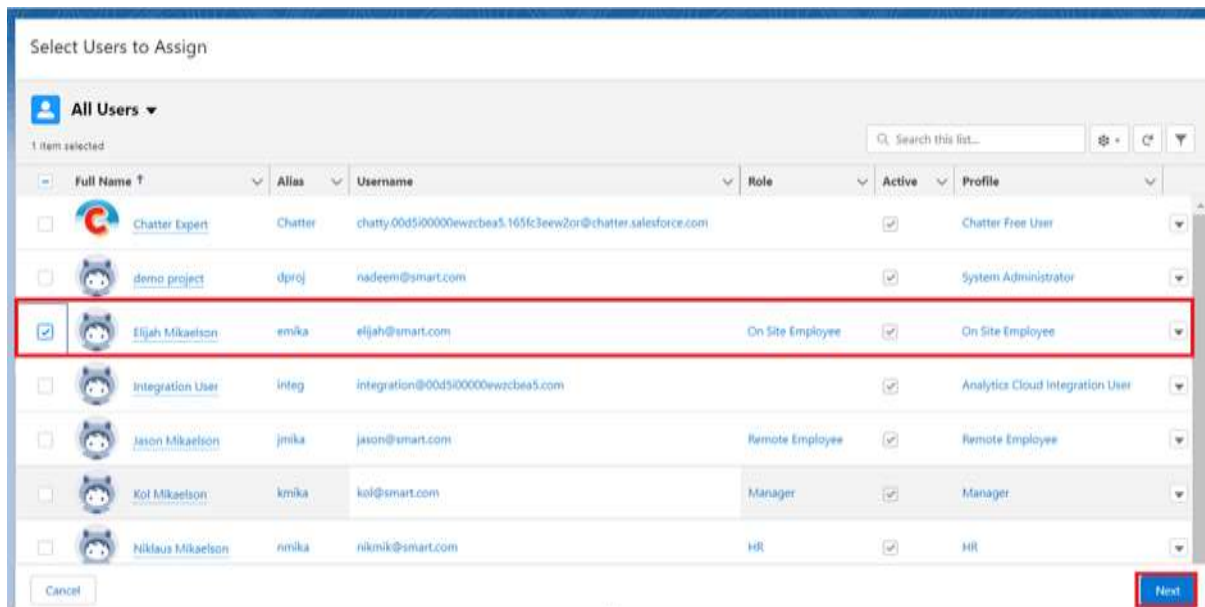 Select Users to Assign
All Users
1 item selected
Search this list...
Full Name ↑ Alias Username Role Active Profile
Chatter Expert Chatter chatty.00d5i00000ewzcbea5.165fc3eew2or@chatter.salesforce.com Chatter Free User
demo project dproj nadeem@smart.com System Administrator
Elijah Mikaelson emika elijah@smart.com On Site Employee On Site Employee
Integration User integ integration@00d5i00000ewzcbea5.com Analytics Cloud Integration User
Jason Mikaelson jmika jason@smart.com Remote Employee Remote Employee
Kol Mikaelson kmika kol@smart.com Manager Manager
Niklaus Mikaelson nmika nikmik@smart.com HR HR
Cancel Next